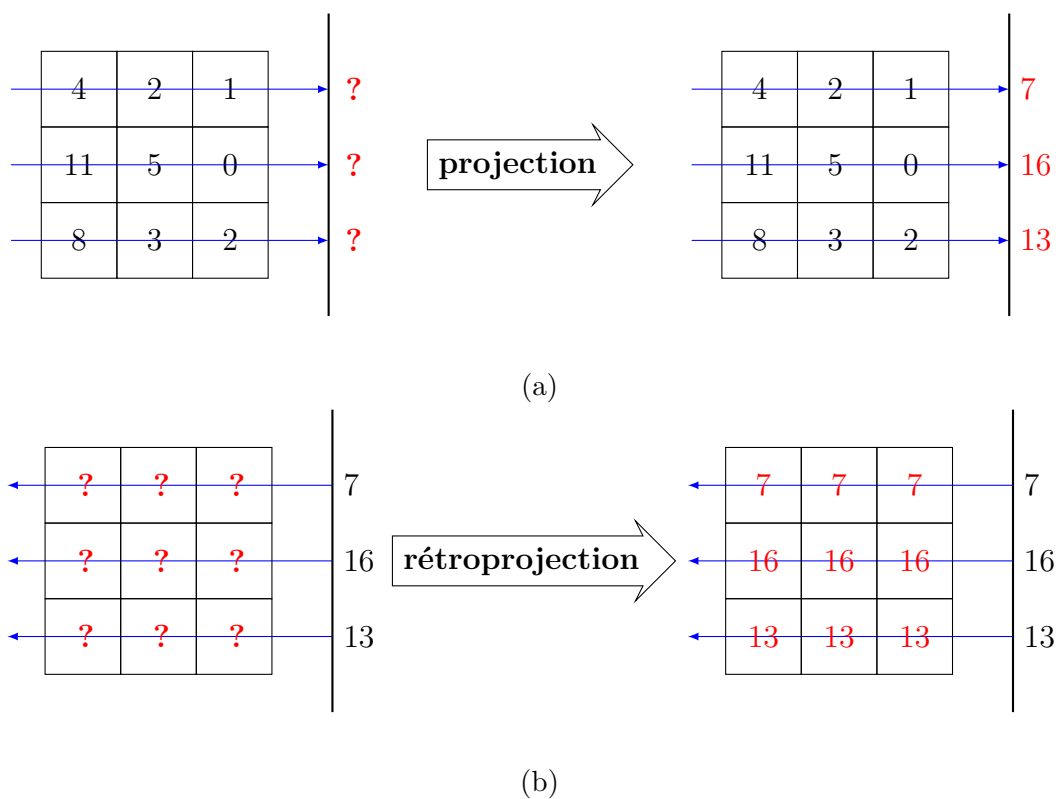 4 2 1 ? 4 2 1 7
11 5 0 ? projection 11 5 0 16
8 3 2 ? 8 3 2 13
(a)
? ? ? 7 7 7 7 7
? ? ? 16 rétroprojection 16 16 16 16
? ? ? 13 13 13 13 13
(b)